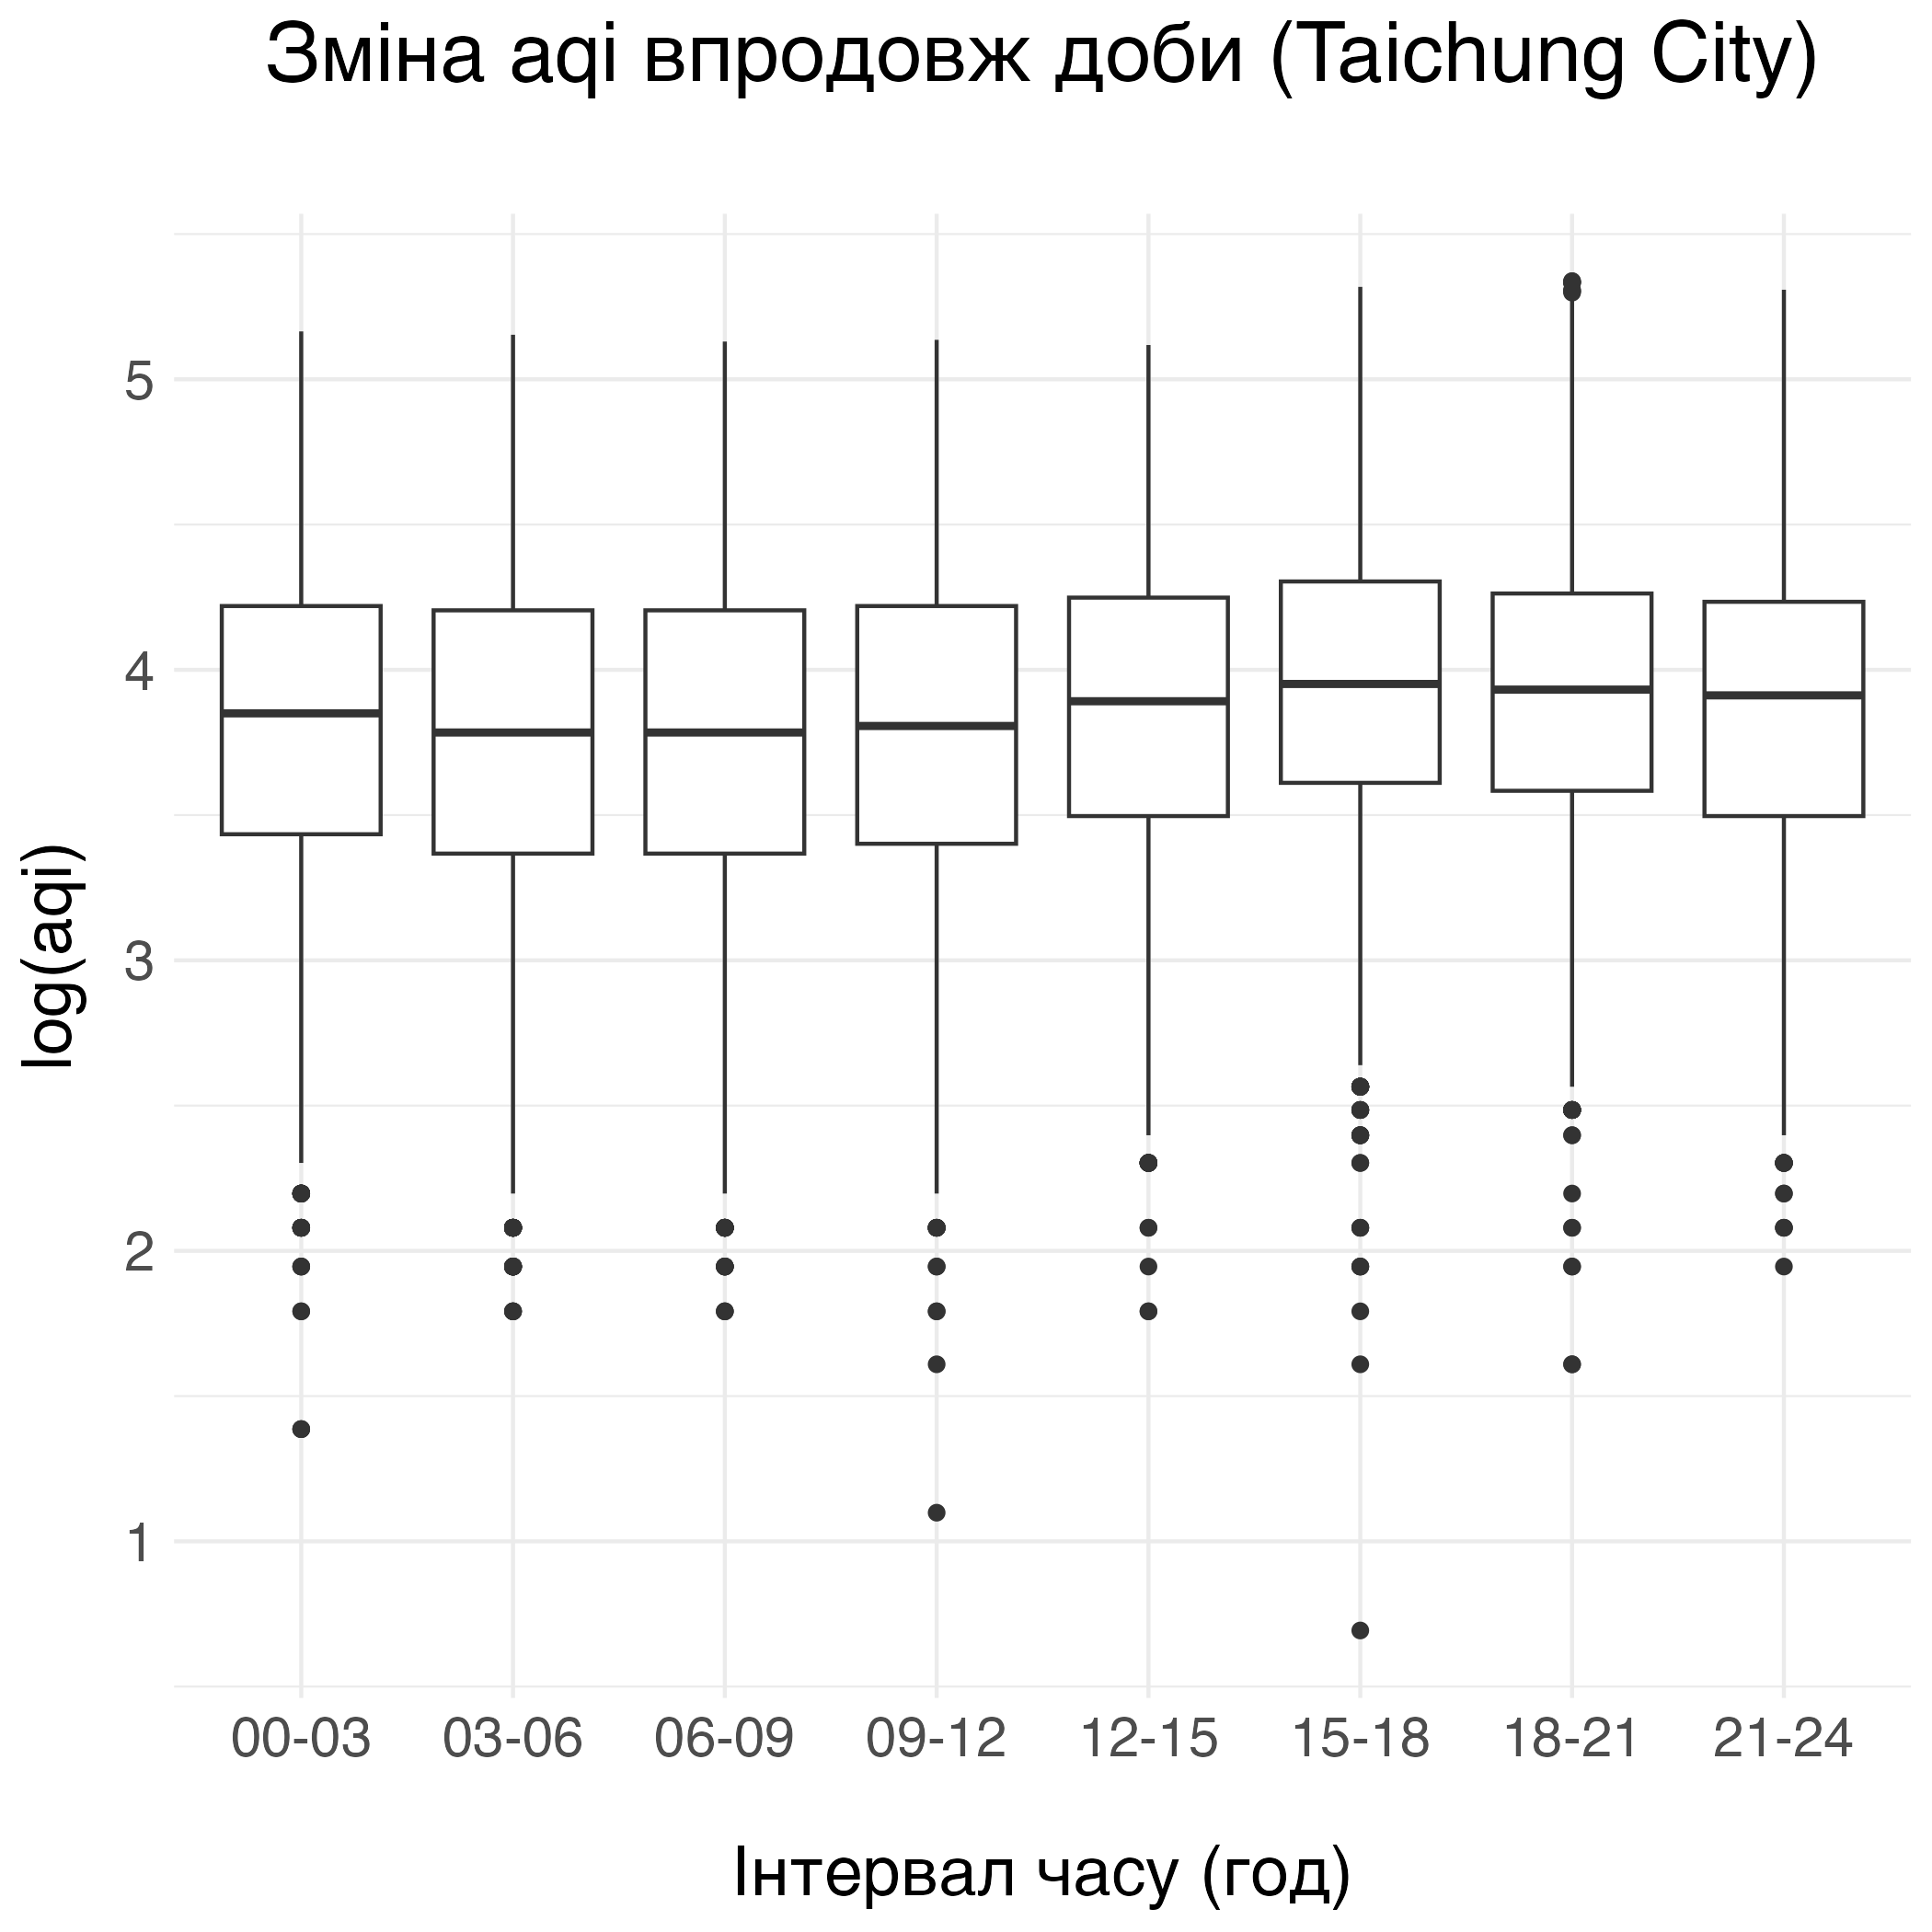 Зміна aqi впродовж доби (Taichung City)
log(aqi)
5
4
3
2
1
00-03 03-06 06-09 09-12 12-15 15-18 18-21 21-24
Інтервал часу (год)